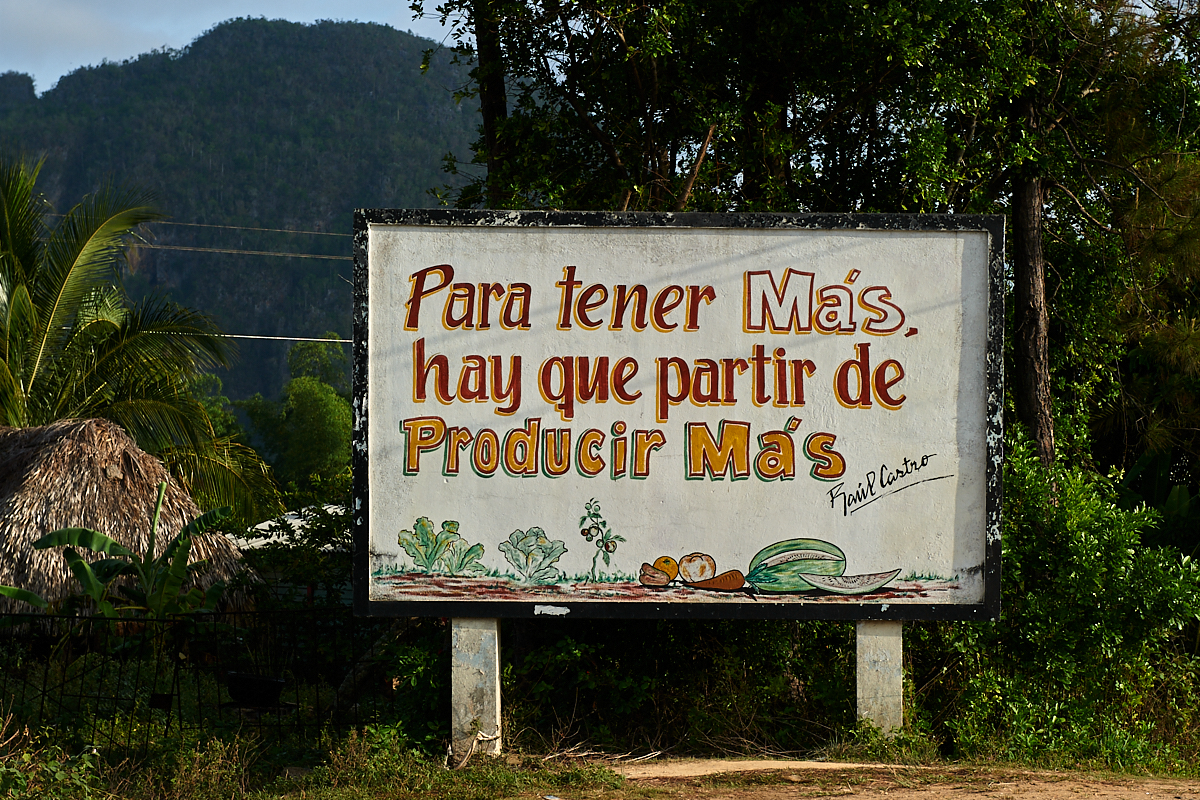 Para tener Más,
hay que partir de
Producir Más
Raúl Castro